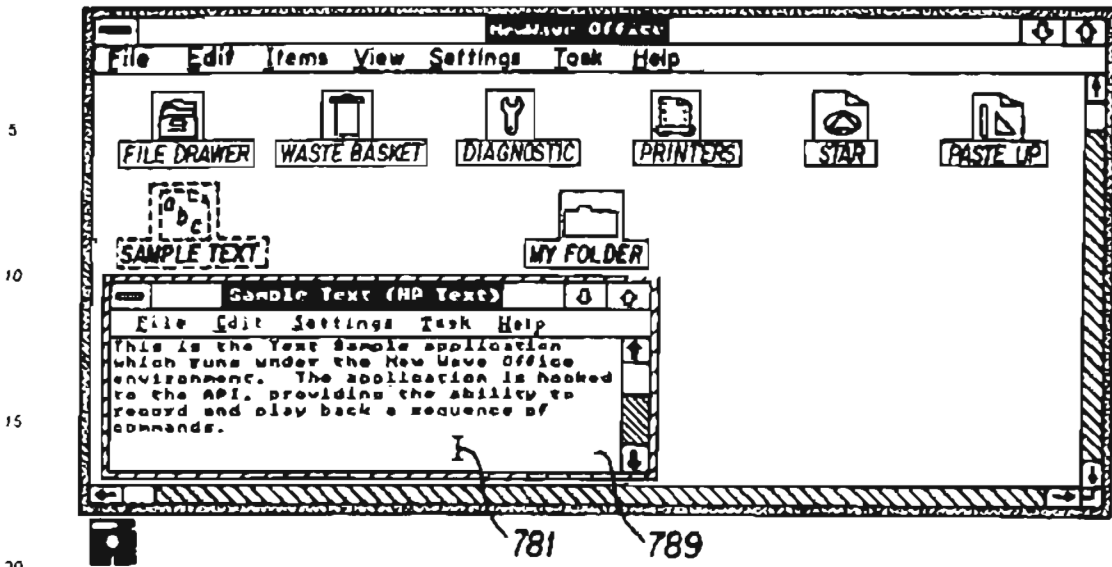 NewWave Office
File Edit Items View Settings Task Help
5
FILE DRAWER WASTE BASKET DIAGNOSTIC PRINTERS STAR PASTE UP
a b c
SAMPLE TEXT MY FOLDER
10
Sample Text (HP Text)
File Edit Settings Task Help
This is the Text Sample application
which runs under the New Wave Office
environment. The application is hooked
to the API, providing the ability to
15
record and play back a sequence of
commands.
781 789
20